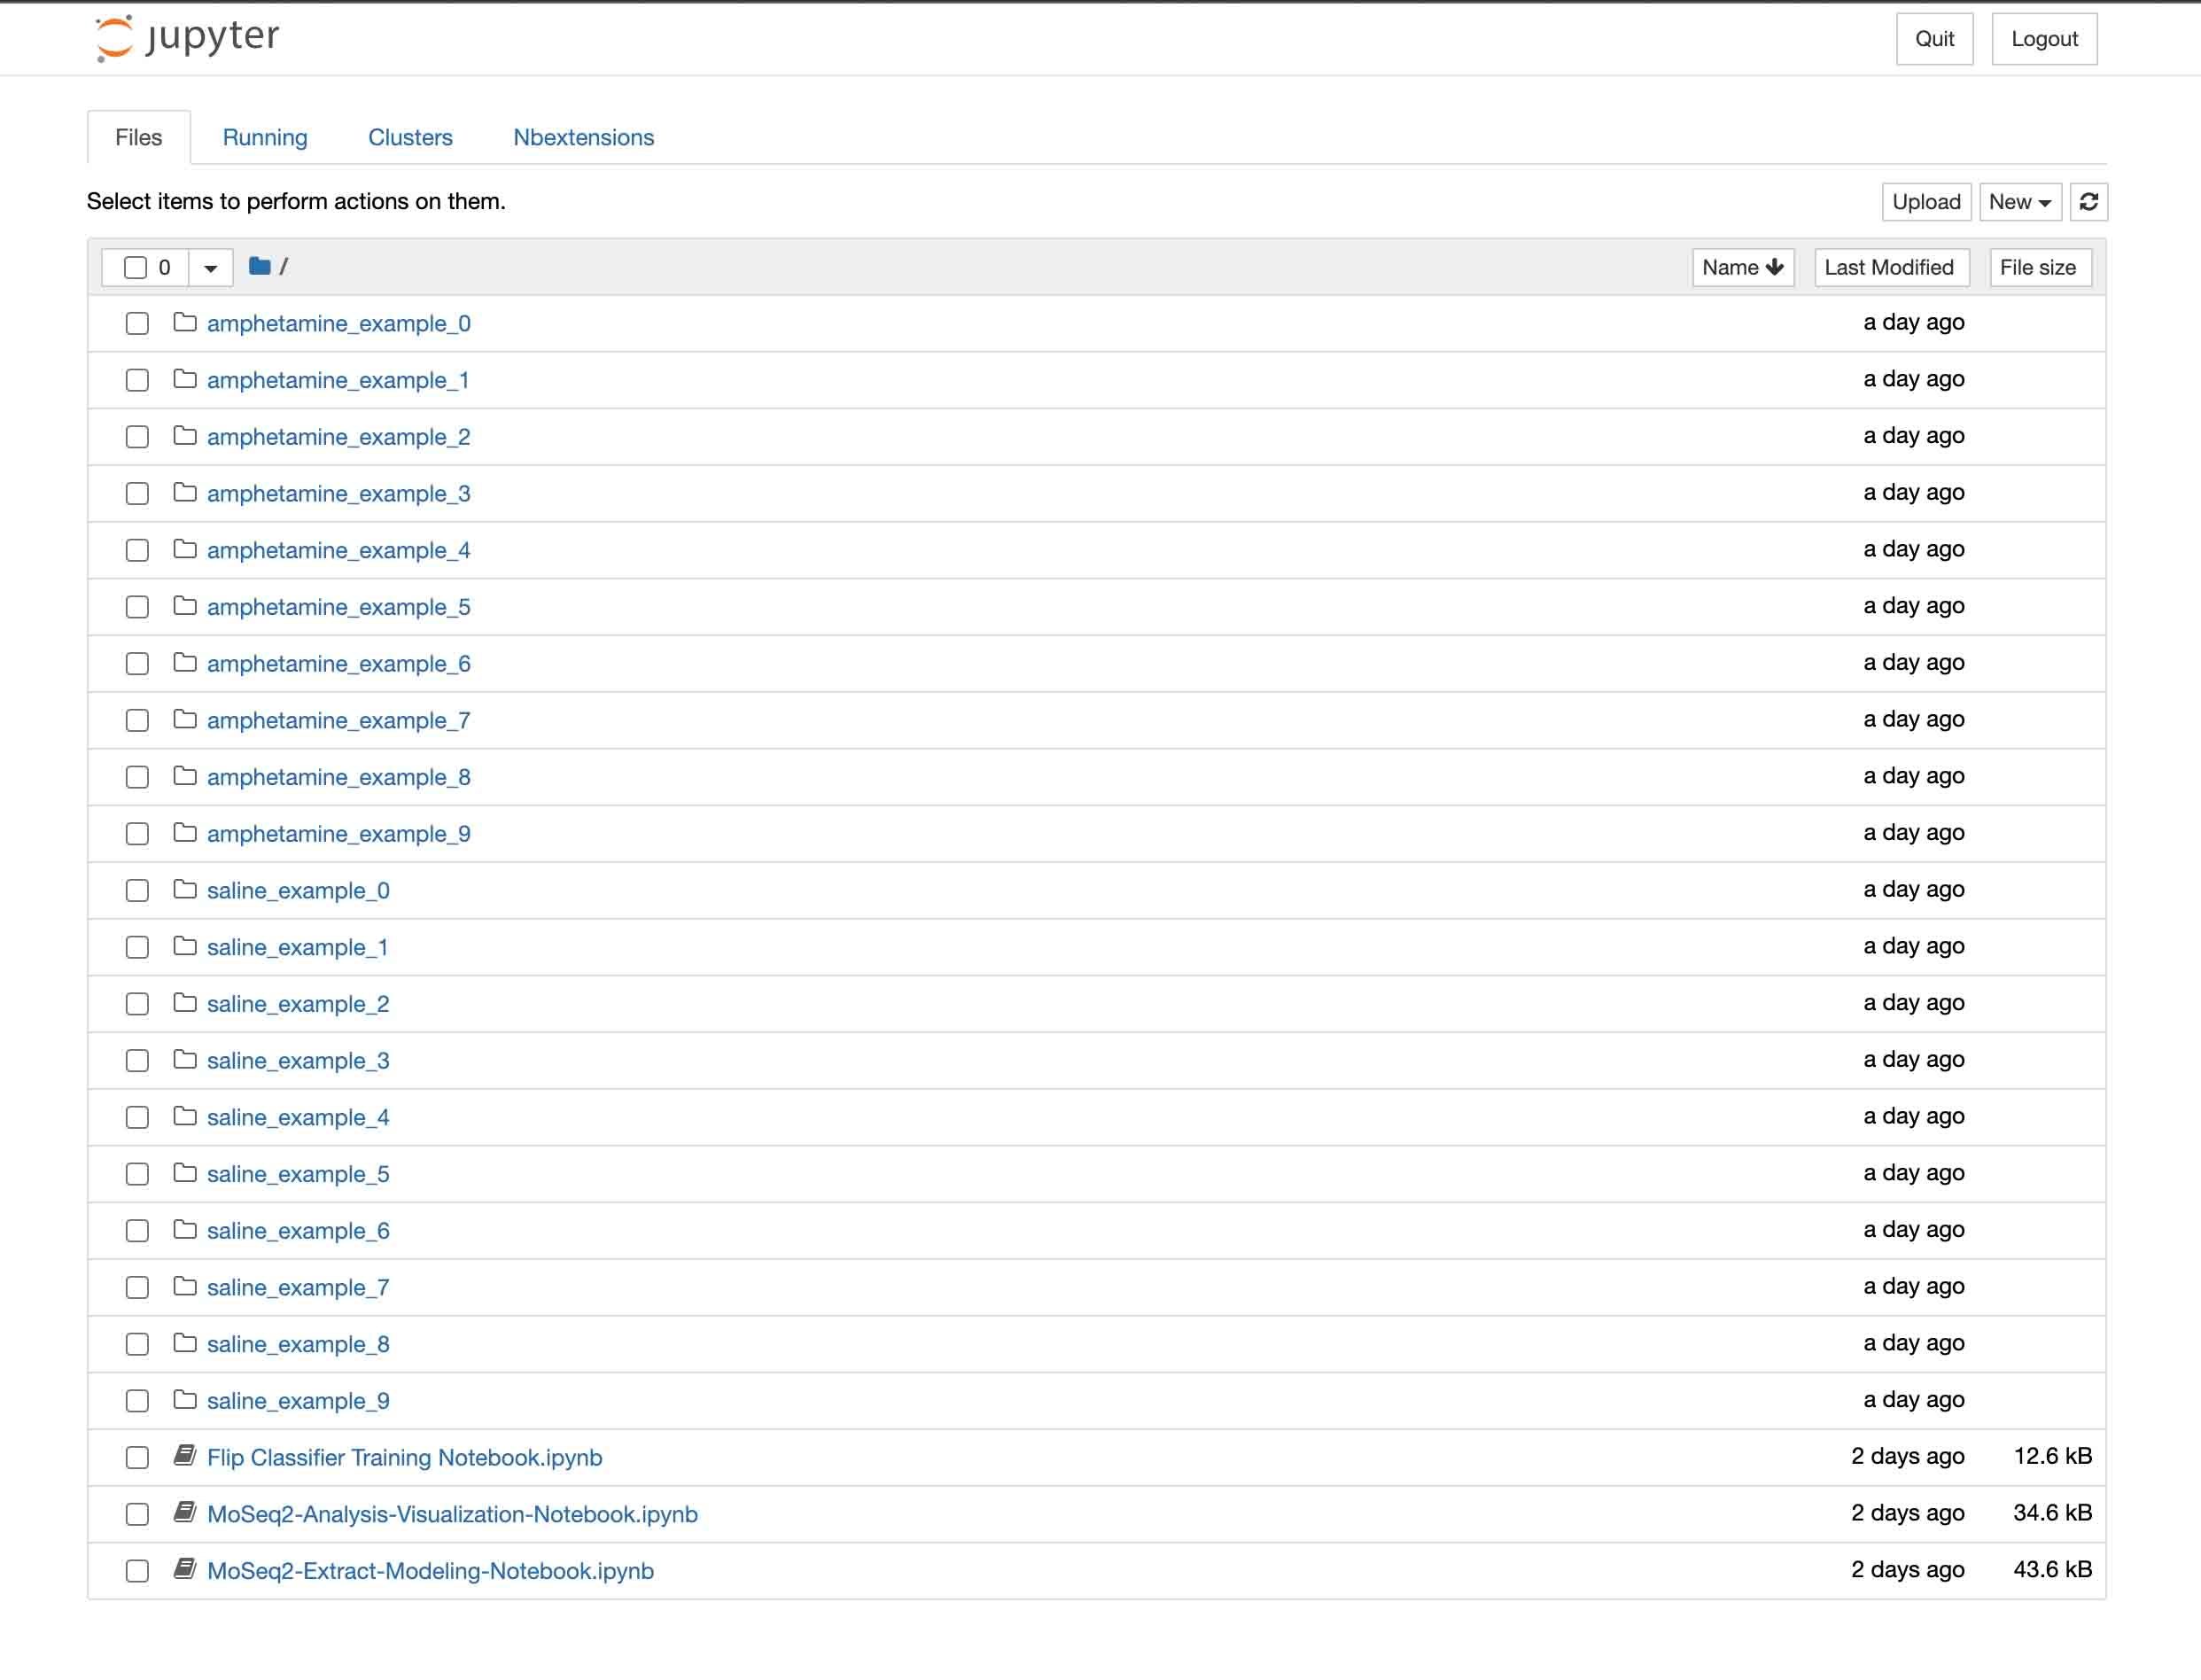 jupyter Quit Logout
Files Running Clusters Nbextensions
Select items to perform actions on them. Upload New
0 / Name Last Modified File size
amphetamine_example_0 a day ago
amphetamine_example_1 a day ago
amphetamine_example_2 a day ago
amphetamine_example_3 a day ago
amphetamine_example_4 a day ago
amphetamine_example_5 a day ago
amphetamine_example_6 a day ago
amphetamine_example_7 a day ago
amphetamine_example_8 a day ago
amphetamine_example_9 a day ago
saline_example_0 a day ago
saline_example_1 a day ago
saline_example_2 a day ago
saline_example_3 a day ago
saline_example_4 a day ago
saline_example_5 a day ago
saline_example_6 a day ago
saline_example_7 a day ago
saline_example_8 a day ago
saline_example_9 a day ago
Flip Classifier Training Notebook.ipynb 2 days ago 12.6 kB
MoSeq2-Analysis-Visualization-Notebook.ipynb 2 days ago 34.6 kB
MoSeq2-Extract-Modeling-Notebook.ipynb 2 days ago 43.6 kB